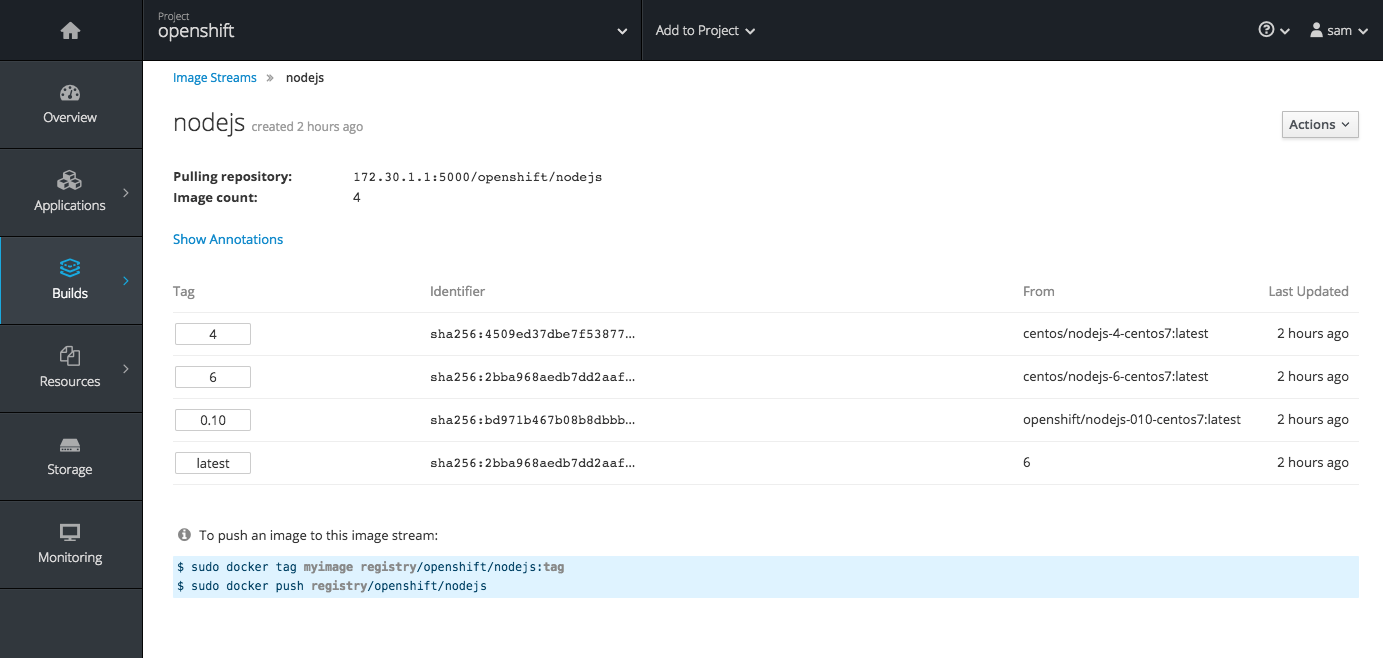 Project
openshift
Add to Project
sam
Overview
Applications
Builds
Resources
Storage
Monitoring
Image Streams » nodejs
nodejs created 2 hours ago
Actions
Pulling repository: 172.30.1.1:5000/openshift/nodejs
Image count: 4
Show Annotations
Tag Identifier From Last Updated
4 sha256:4509ed37dbe7f53877… centos/nodejs-4-centos7:latest 2 hours ago
6 sha256:2bba968aedb7dd2aaf… centos/nodejs-6-centos7:latest 2 hours ago
0.10 sha256:bd971b467b08b8dbbb… openshift/nodejs-010-centos7:latest 2 hours ago
latest sha256:2bba968aedb7dd2aaf… 6 2 hours ago
To push an image to this image stream:
$ sudo docker tag myimage registry/openshift/nodejs:tag
$ sudo docker push registry/openshift/nodejs